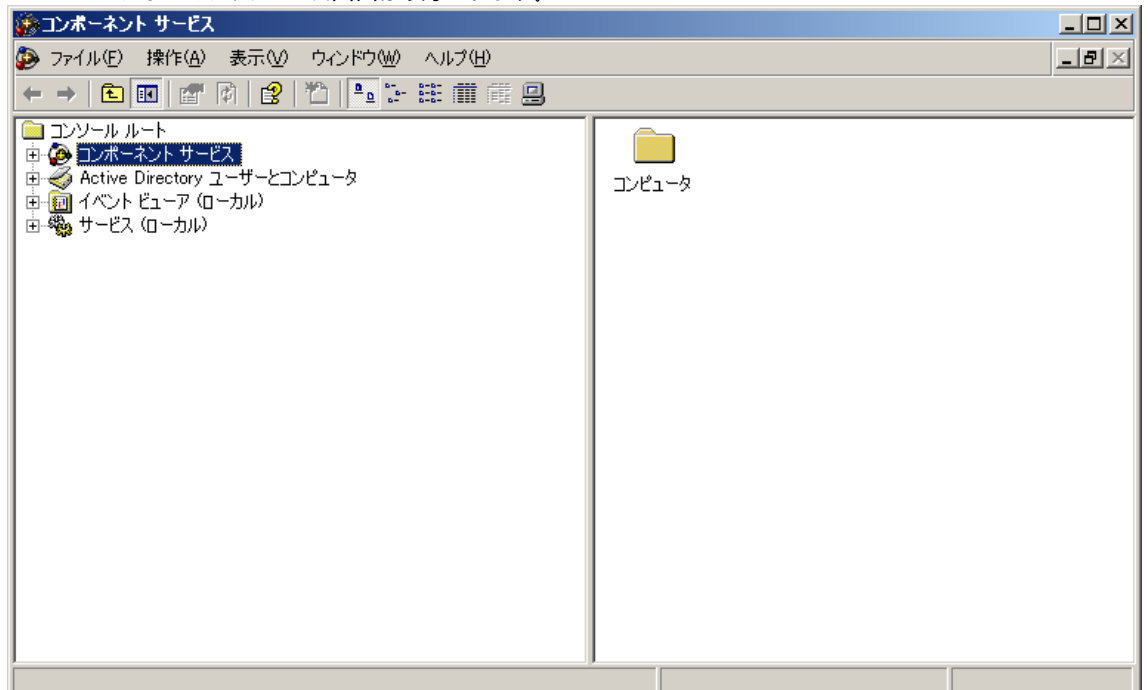 コンポーネント サービス
ファイル(F) 操作(A) 表示(V) ウィンドウ(W) ヘルプ(H)
コンソール ルート
コンポーネント サービス
Active Directory ユーザーとコンピュータ
イベント ビューア (ローカル)
サービス (ローカル)
コンピュータ